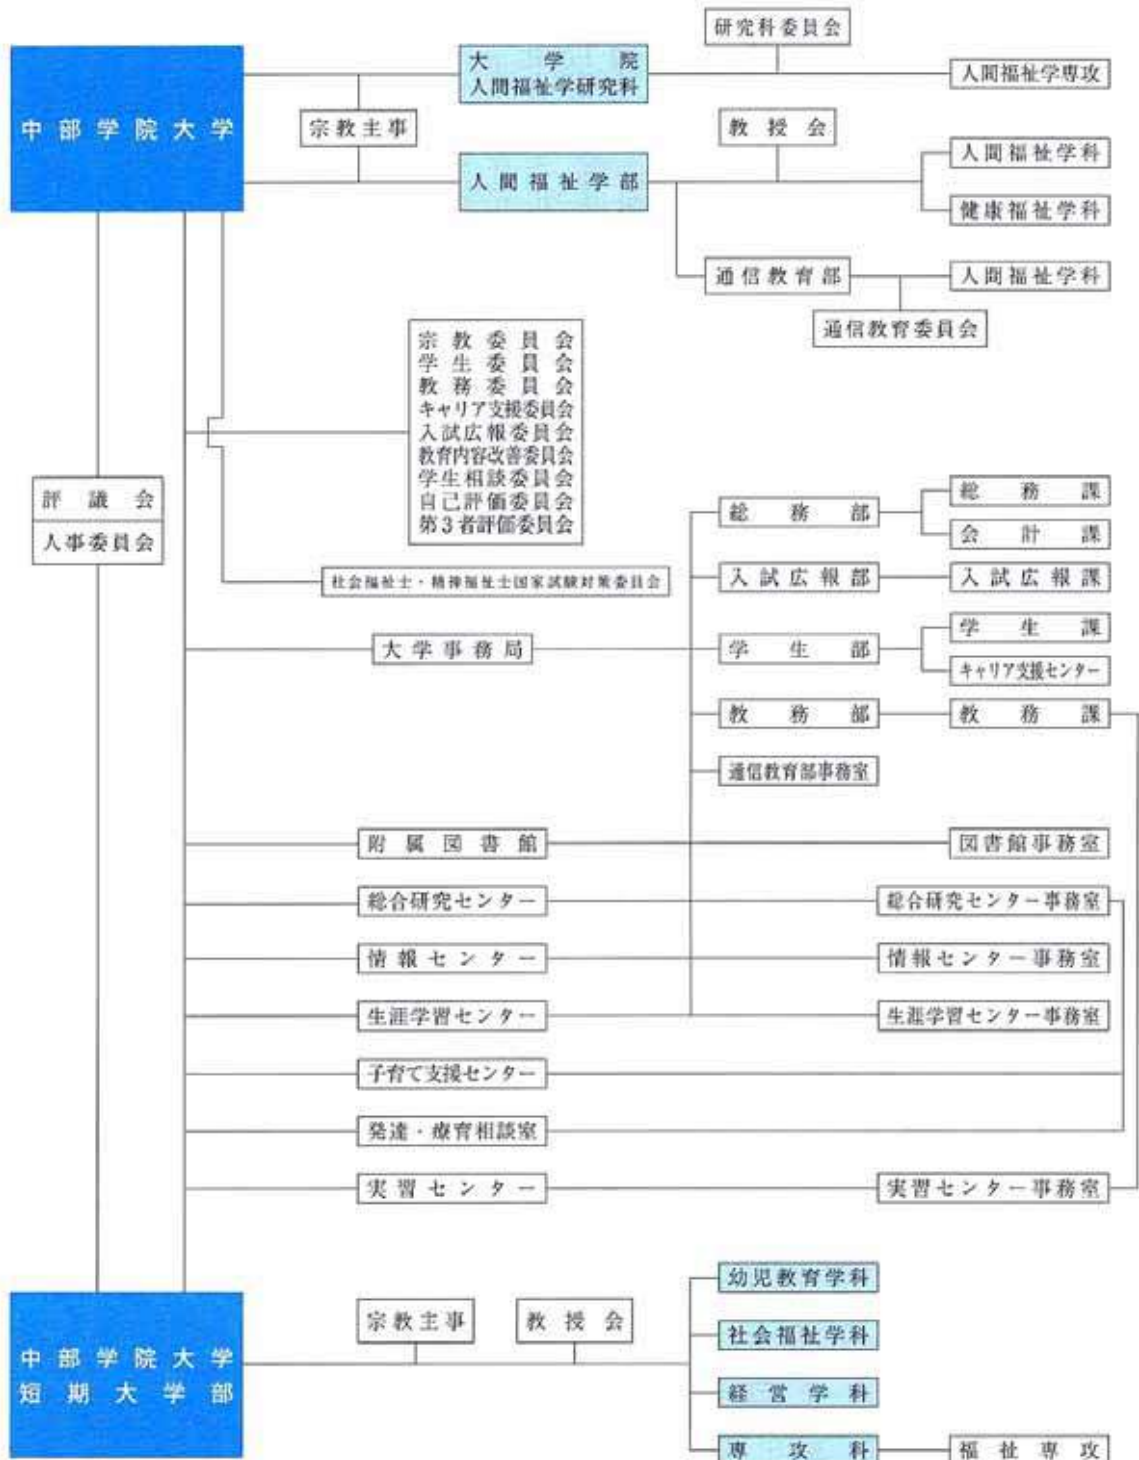 研究科委員会
中部学院大学
大学院
人間福祉学研究科
人間福祉学専攻
宗教主事
教授会
人間福祉学部
人間福祉学科
健康福祉学科
通信教育部
人間福祉学科
通信教育委員会
宗教委員会
学生委員会
教務委員会
キャリア支援委員会
入試広報委員会
教育内容改善委員会
学生相談委員会
自己評価委員会
第3者評価委員会
評議会
人事委員会
社会福祉士・精神福祉士国家試験対策委員会
総務部
総務課
会計課
入試広報部
入試広報課
大学事務局
学生部
学生課
キャリア支援センター
教務部
教務課
通信教育部事務室
附属図書館
図書館事務室
総合研究センター
総合研究センター事務室
情報センター
情報センター事務室
生涯学習センター
生涯学習センター事務室
子育て支援センター
発達・療育相談室
実習センター
実習センター事務室
中部学院大学
短期大学部
宗教主事
教授会
幼児教育学科
社会福祉学科
経営学科
専攻科
福祉専攻